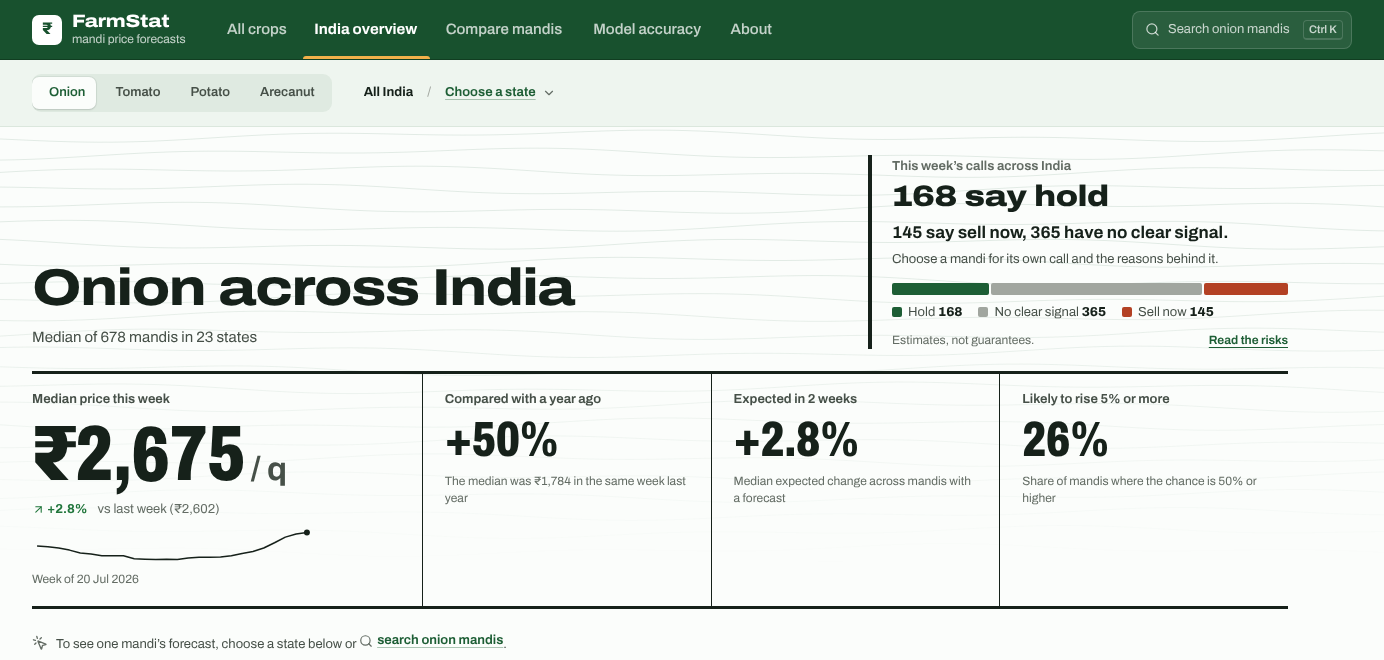 ₹ FarmStat
mandi price forecasts
All crops India overview Compare mandis Model accuracy About
Search onion mandis Ctrl K
Onion Tomato Potato Arecanut
All India / Choose a state
This week's calls across India
168 say hold
145 say sell now, 365 have no clear signal.
Choose a mandi for its own call and the reasons behind it.
Hold 168 No clear signal 365 Sell now 145
Estimates, not guarantees. Read the risks
Onion across India
Median of 678 mandis in 23 states
Median price this week
₹2,675 / q
+2.8% vs last week (₹2,602)
Week of 20 Jul 2026
Compared with a year ago
+50%
The median was ₹1,784 in the same week last
year
Expected in 2 weeks
+2.8%
Median expected change across mandis with
a forecast
Likely to rise 5% or more
26%
Share of mandis where the chance is 50% or
higher
To see one mandi's forecast, choose a state below or search onion mandis.